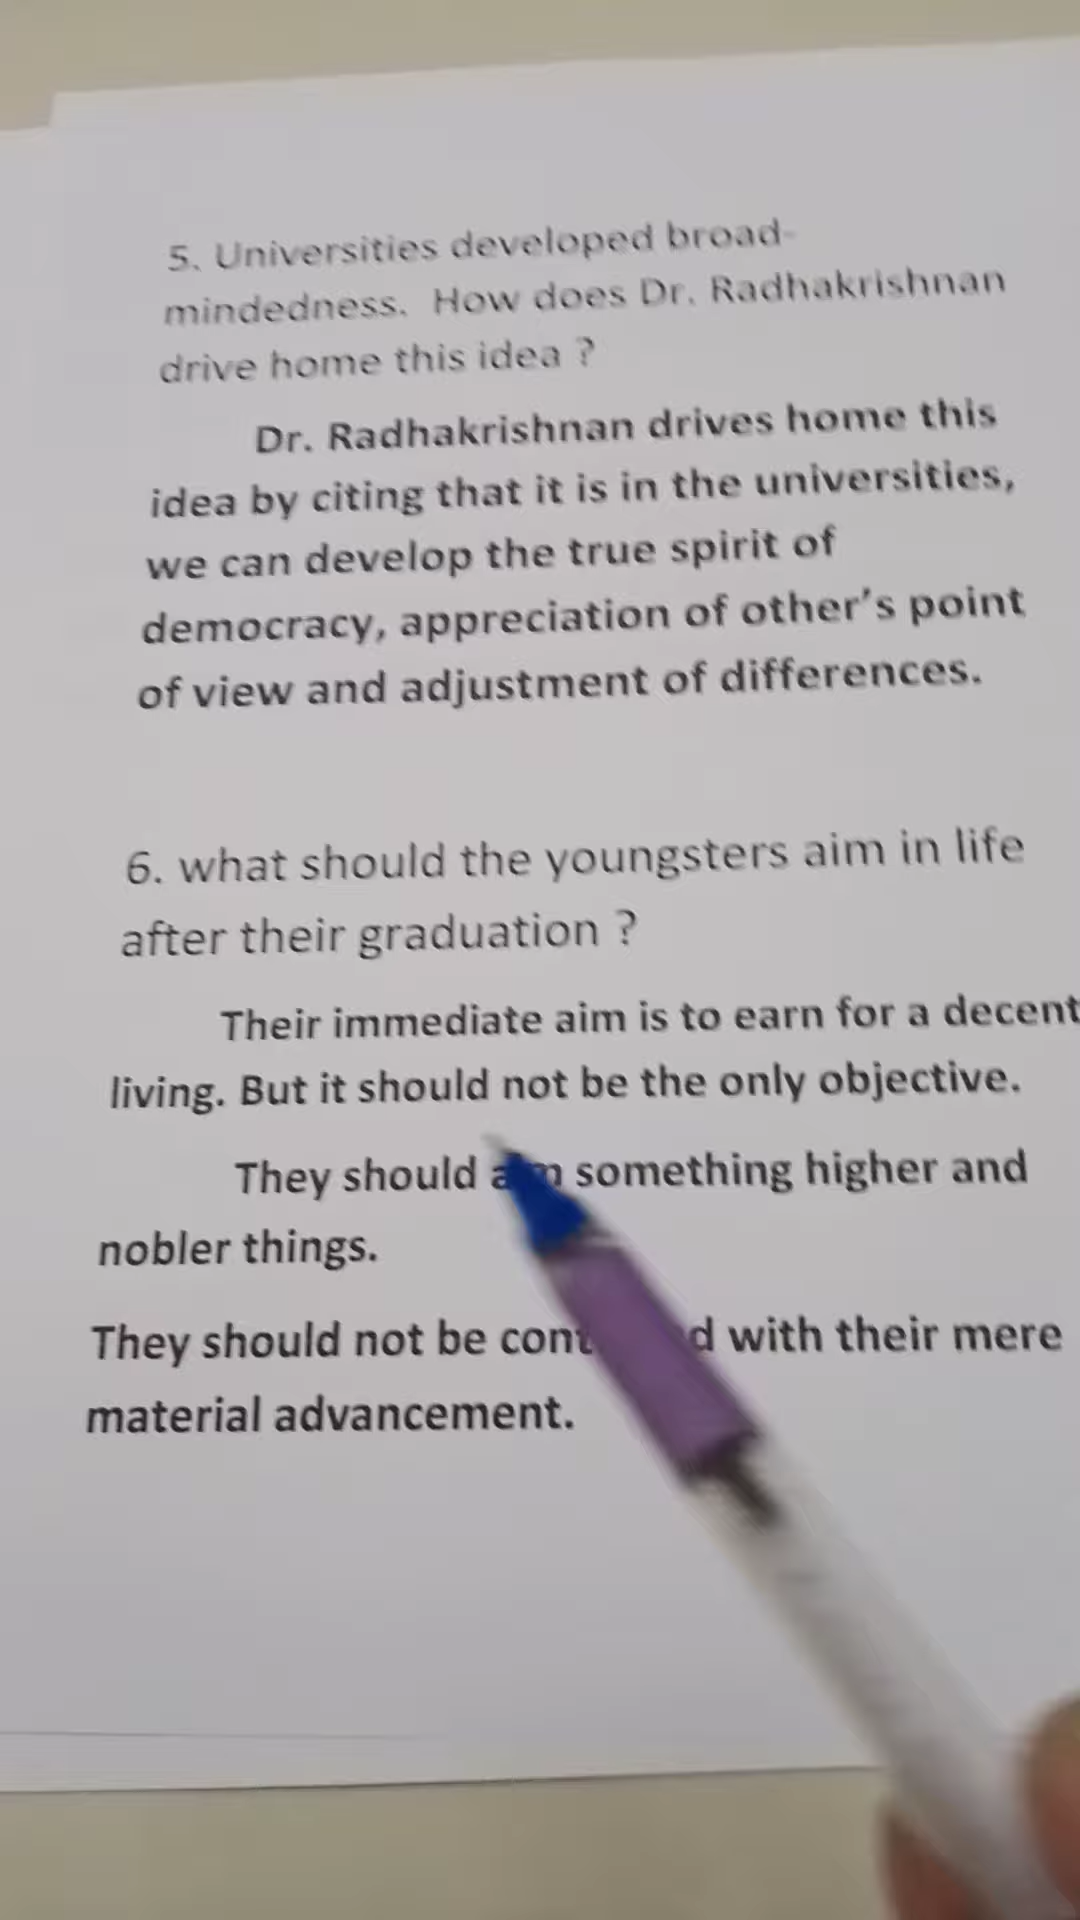 5. Universities developed broad-
mindedness. How does Dr. Radhakrishnan
drive home this idea ?
Dr. Radhakrishnan drives home this
idea by citing that it is in the universities,
we can develop the true spirit of
democracy, appreciation of other's point
of view and adjustment of differences.
6. what should the youngsters aim in life
after their graduation ?
Their immediate aim is to earn for a decent
living. But it should not be the only objective.
They should aim something higher and
nobler things.
They should not be with their mere
material advancement.